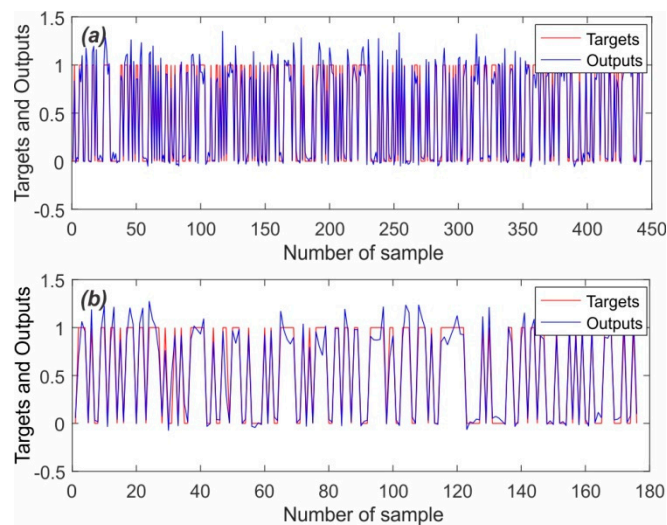 (a)
Targets
Outputs
Targets and Outputs
1.5
1
0.5
0
-0.5
0 50 100 150 200 250 300 350 400 450
Number of sample
(b)
Targets
Outputs
Targets and Outputs
1.5
1
0.5
0
-0.5
0 20 40 60 80 100 120 140 160 180
Number of sample